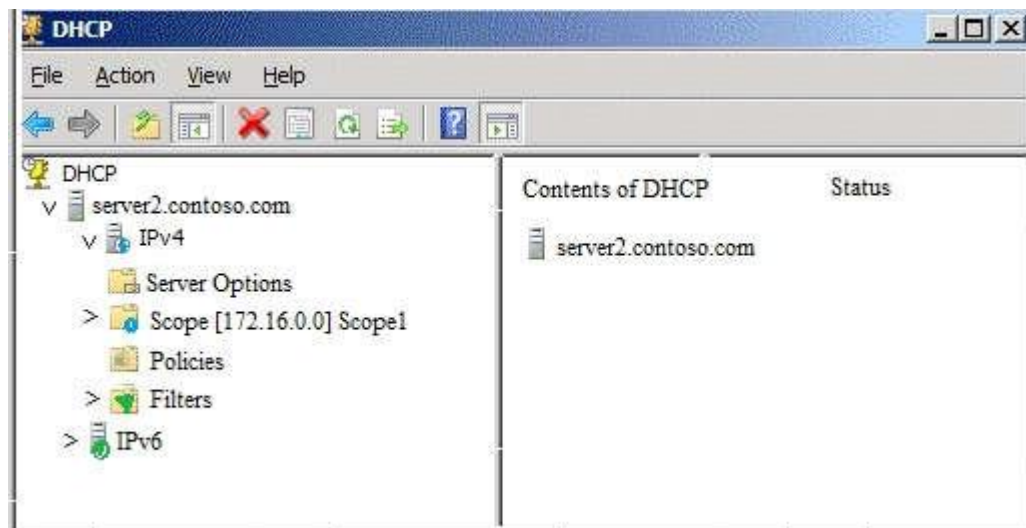 DHCP
File Action View Help
DHCP
server2.contoso.com
IPv4
Server Options
Scope [172.16.0.0] Scope1
Policies
Filters
IPv6
Contents of DHCP Status
server2.contoso.com